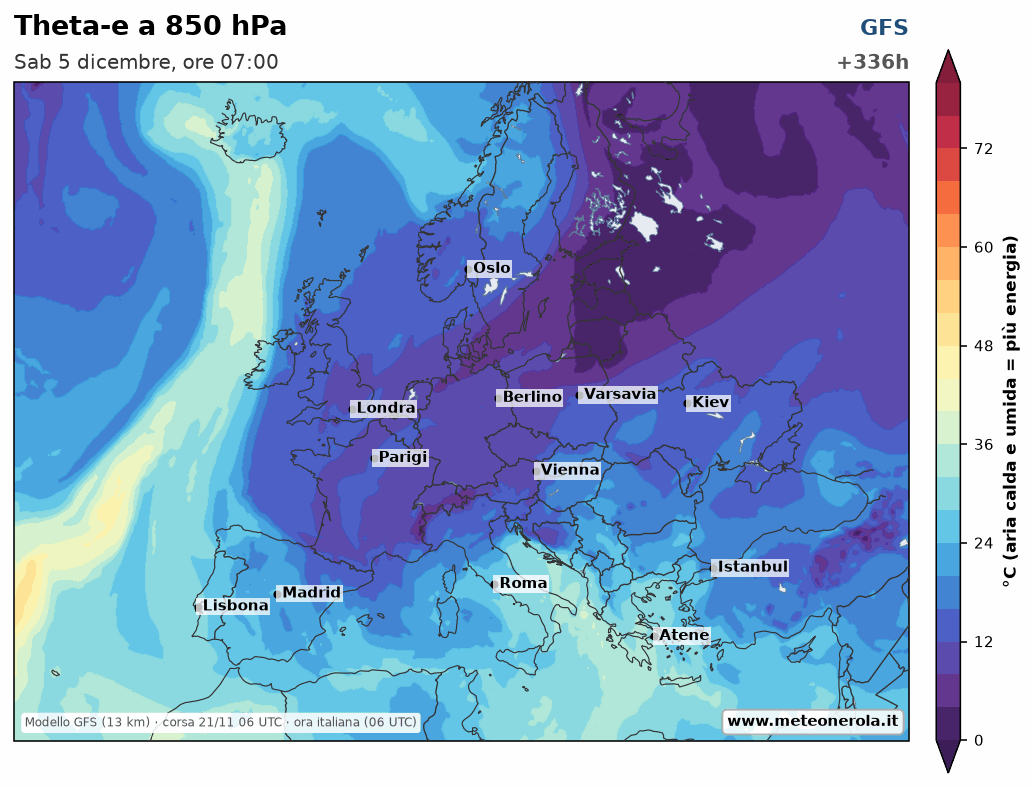 Theta-e a 850 hPa
GFS
Sab 5 dicembre, ore 07:00
+336h
Oslo
Londra
Berlino
Varsavia
Kiev
Parigi
Vienna
Istanbul
Roma
Madrid
Lisbona
Atene
Modello GFS (13 km) · corsa 21/11 06 UTC · ora italiana (06 UTC)
www.meteonerola.it
72
60
48
36
24
12
0
°C (aria calda e umida = più energia)